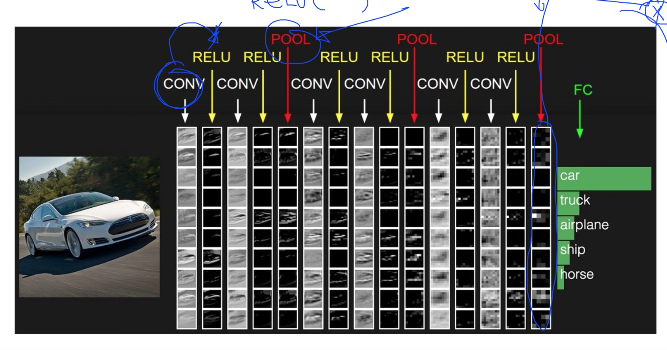 RELU( )
POOL POOL POOL
RELU RELU RELU RELU RELU RELU
CONV CONV CONV CONV CONV CONV
FC
car
truck
airplane
ship
horse